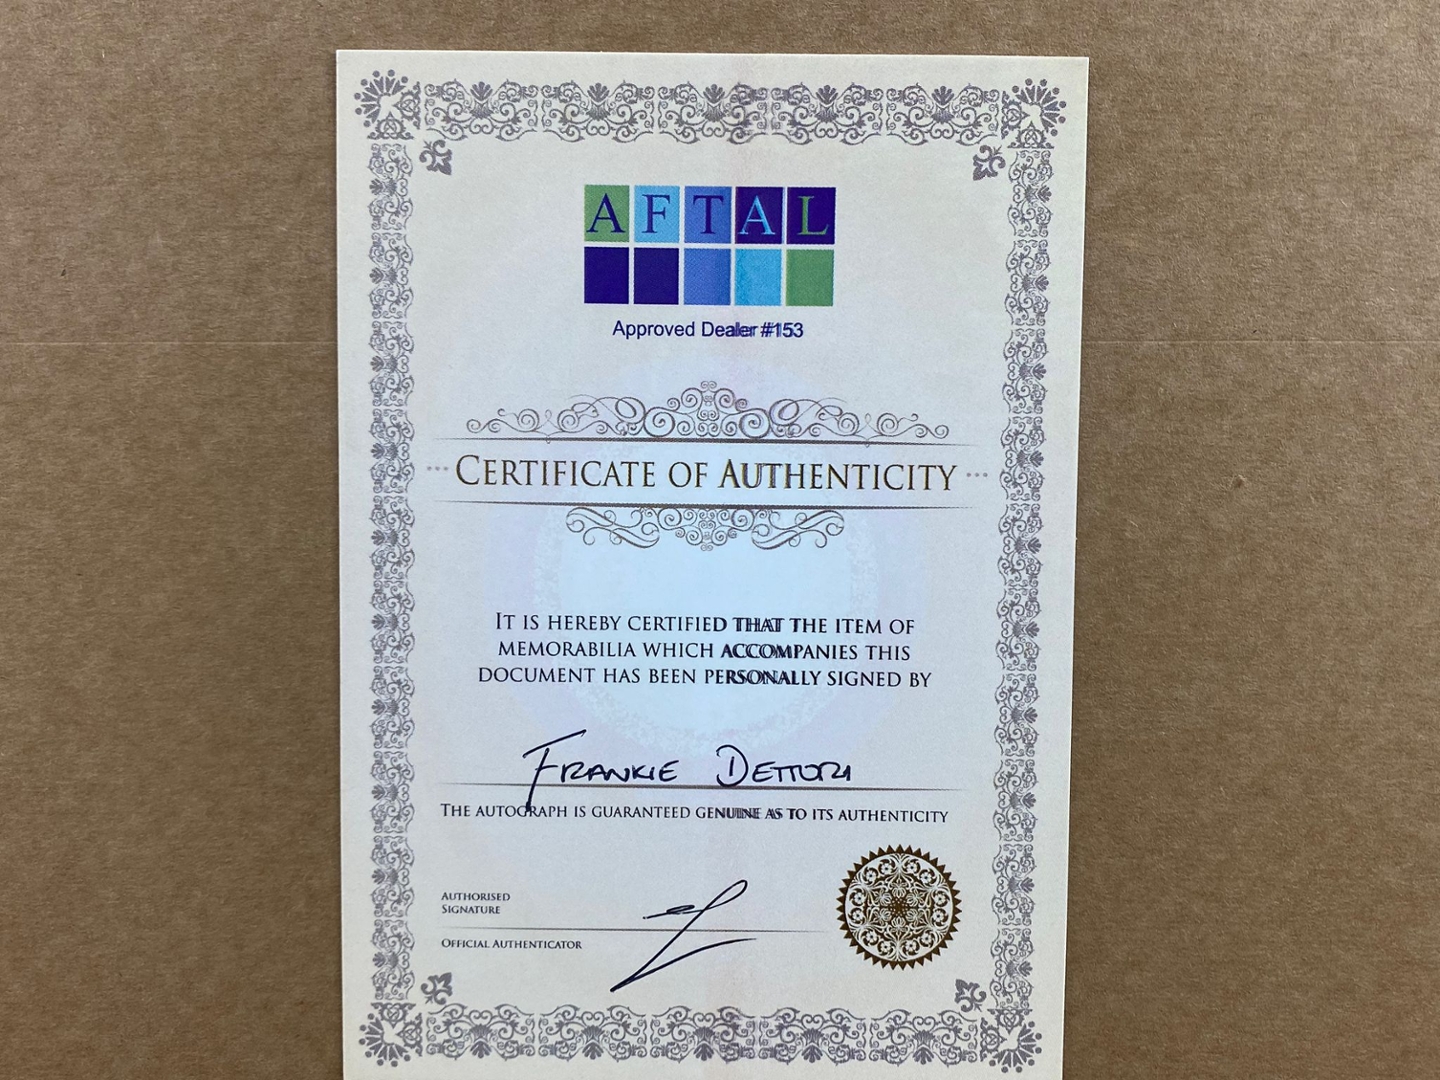 AFTAL
Approved Dealer #153
CERTIFICATE OF AUTHENTICITY
IT IS HEREBY CERTIFIED THAT THE ITEM OF
MEMORABILIA WHICH ACCOMPANIES THIS
DOCUMENT HAS BEEN PERSONALLY SIGNED BY
FRANKIE DETTORI
THE AUTOGRAPH IS GUARANTEED GENUINE AS TO ITS AUTHENTICITY
AUTHORISED
SIGNATURE
OFFICIAL AUTHENTICATOR